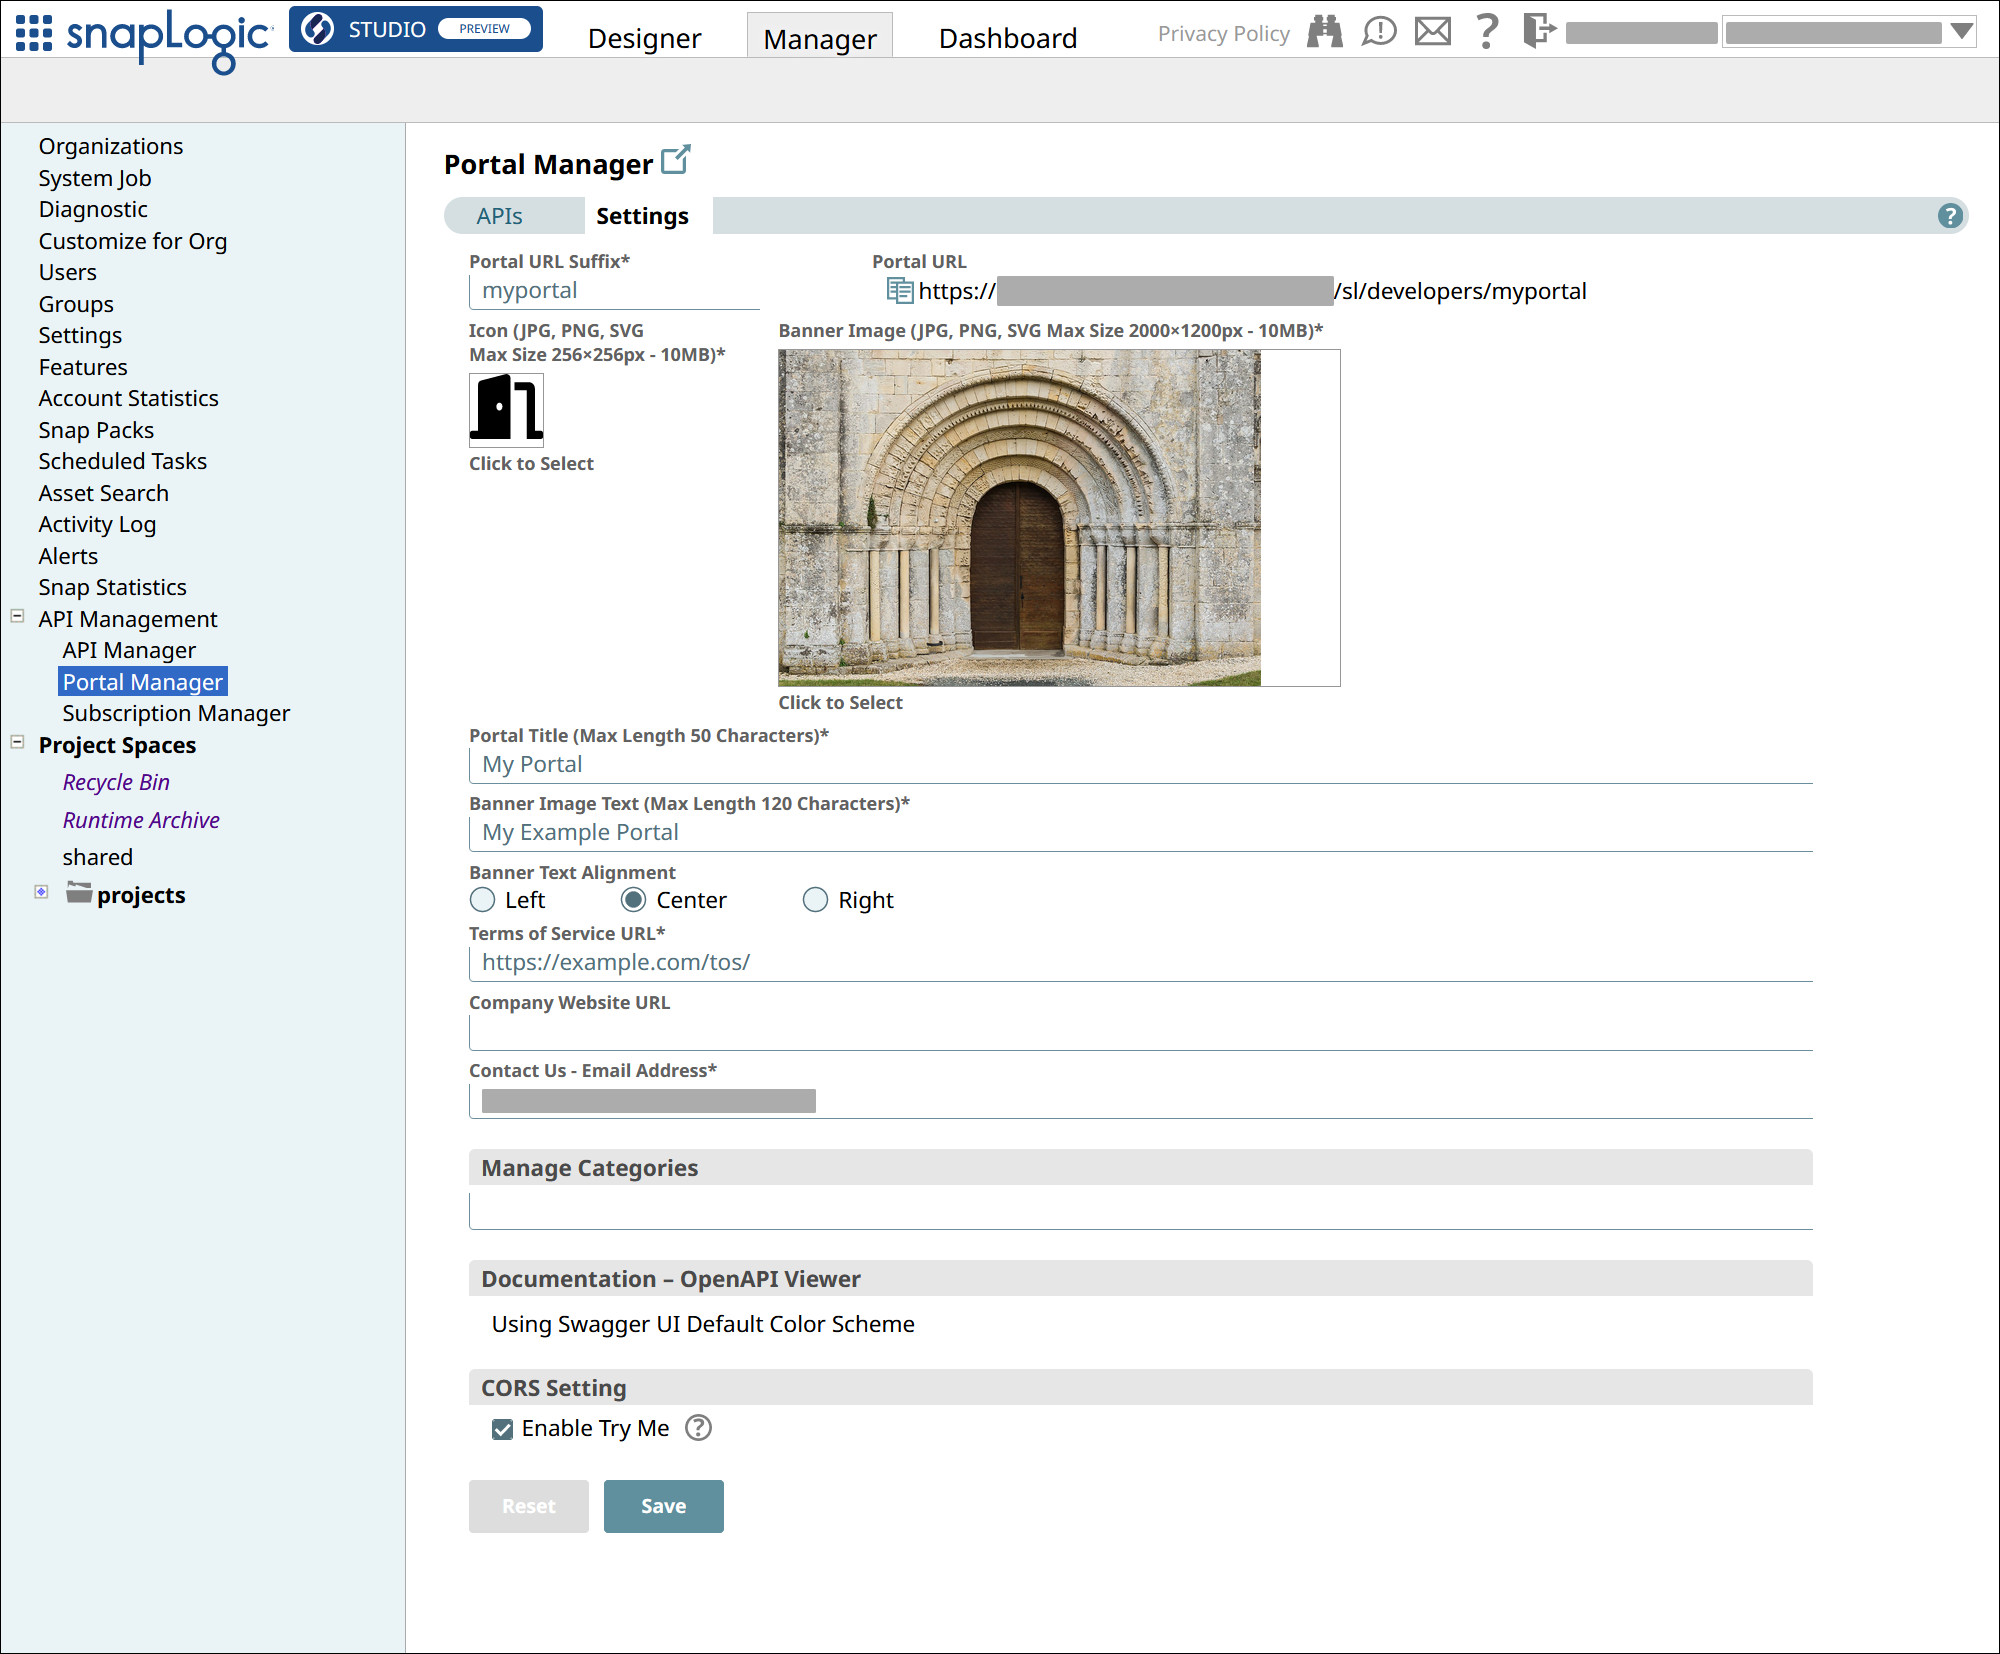 snapLogic
STUDIO PREVIEW
Designer
Manager
Dashboard
Privacy Policy
Organizations
System Job
Diagnostic
Customize for Org
Users
Groups
Settings
Features
Account Statistics
Snap Packs
Scheduled Tasks
Asset Search
Activity Log
Alerts
Snap Statistics
API Management
API Manager
Portal Manager
Subscription Manager
Project Spaces
Recycle Bin
Runtime Archive
shared
projects
Portal Manager
APIs
Settings
Portal URL Suffix*
myportal
Portal URL
https:// /sl/developers/myportal
Icon (JPG, PNG, SVG
Max Size 256×256px - 10MB)*
Click to Select
Banner Image (JPG, PNG, SVG Max Size 2000×1200px - 10MB)*
Click to Select
Portal Title (Max Length 50 Characters)*
My Portal
Banner Image Text (Max Length 120 Characters)*
My Example Portal
Banner Text Alignment
Left
Center
Right
Terms of Service URL*
https://example.com/tos/
Company Website URL
Contact Us - Email Address*
Manage Categories
Documentation – OpenAPI Viewer
Using Swagger UI Default Color Scheme
CORS Setting
Enable Try Me
Reset
Save